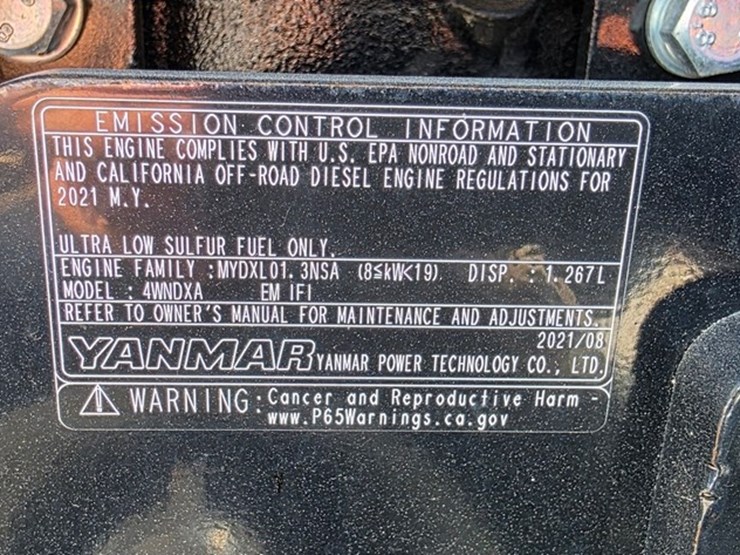 EMISSION CONTROL INFORMATION
THIS ENGINE COMPLIES WITH U.S. EPA NONROAD AND STATIONARY
AND CALIFORNIA OFF-ROAD DIESEL ENGINE REGULATIONS FOR
2021 M.Y.
ULTRA LOW SULFUR FUEL ONLY.
ENGINE FAMILY :MYDXL01.3NSA (8≦kW<19) DISP. : 1.267L
MODEL : 4WNDXA EM IFI
REFER TO OWNER'S MANUAL FOR MAINTENANCE AND ADJUSTMENTS.
2021/08
YANMAR YANMAR POWER TECHNOLOGY CO., LTD.
WARNING: Cancer and Reproductive Harm -
www.P65Warnings.ca.gov